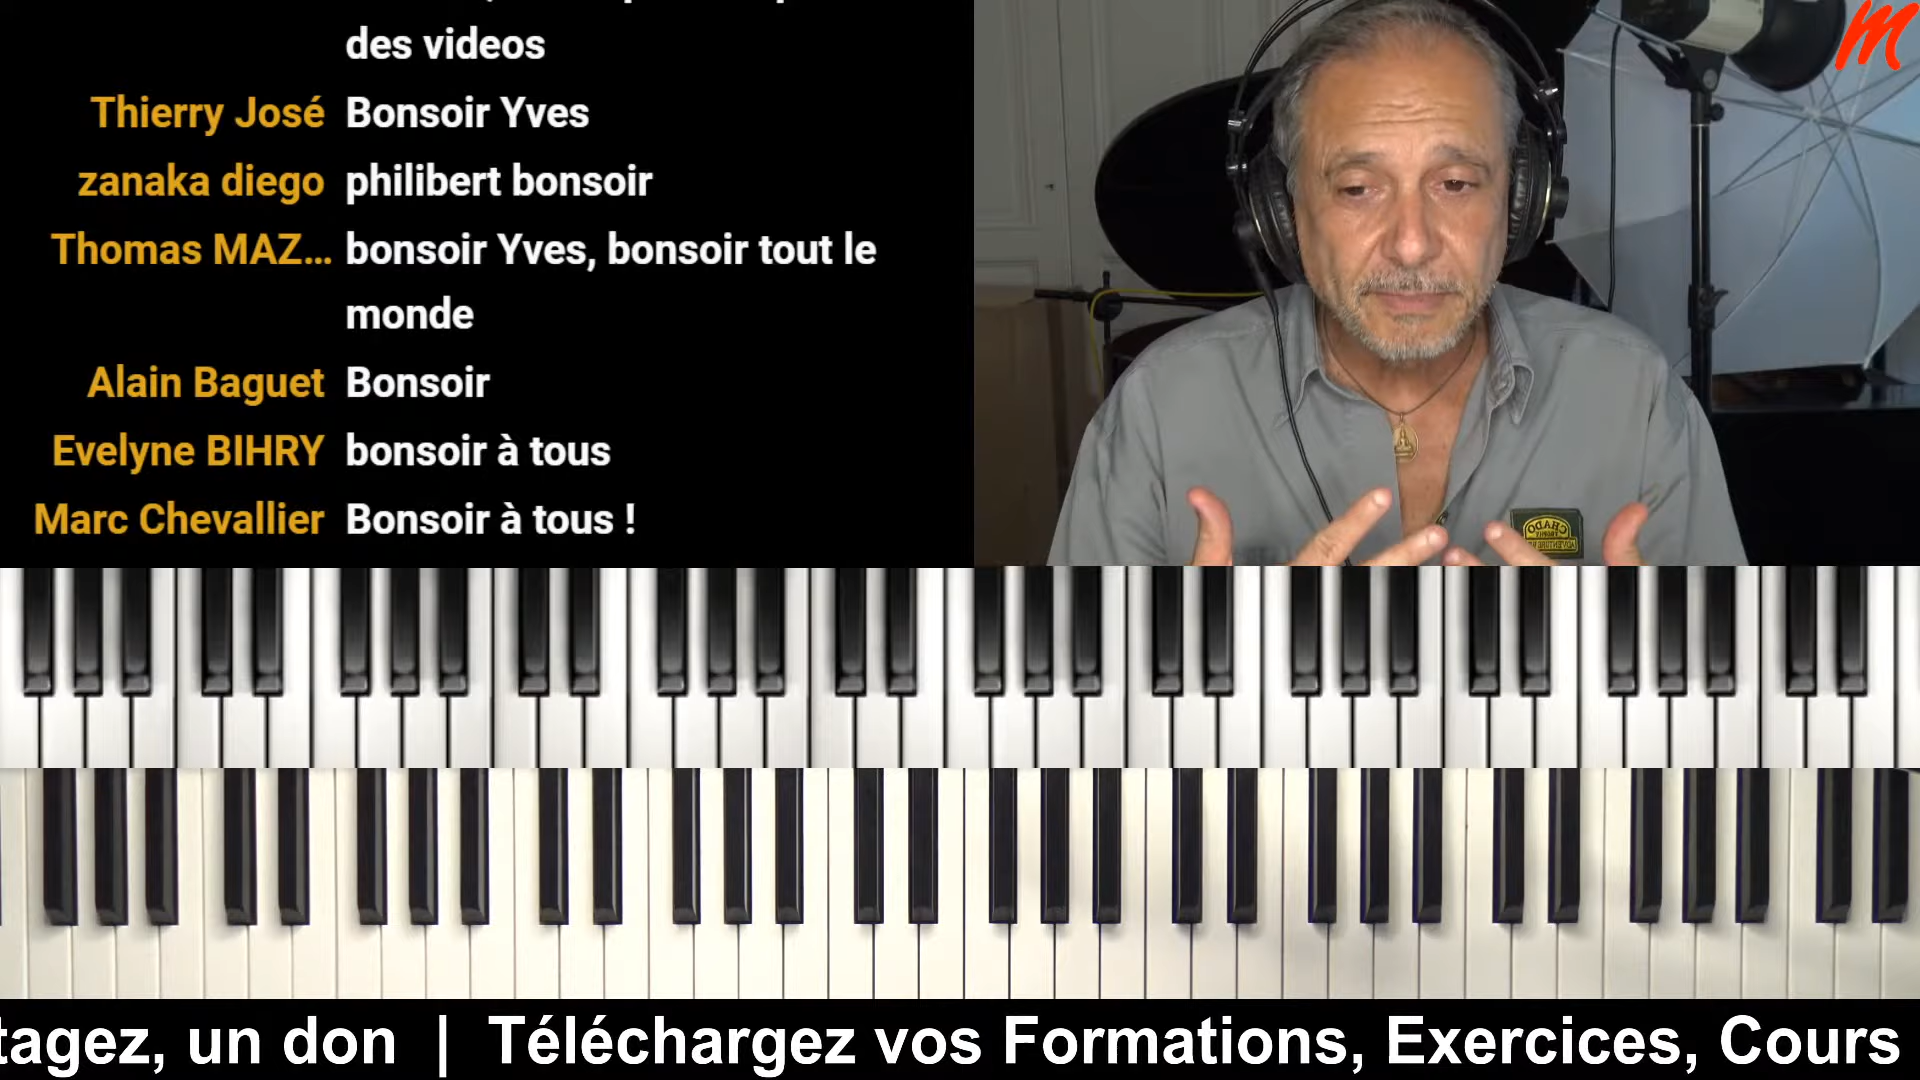 des videos
Thierry José Bonsoir Yves
zanaka diego philibert bonsoir
Thomas MAZ... bonsoir Yves, bonsoir tout le
monde
Alain Baguet Bonsoir
Evelyne BIHRY bonsoir à tous
Marc Chevallier Bonsoir à tous !
CHADO
tagez, un don | Téléchargez vos Formations, Exercices, Cours